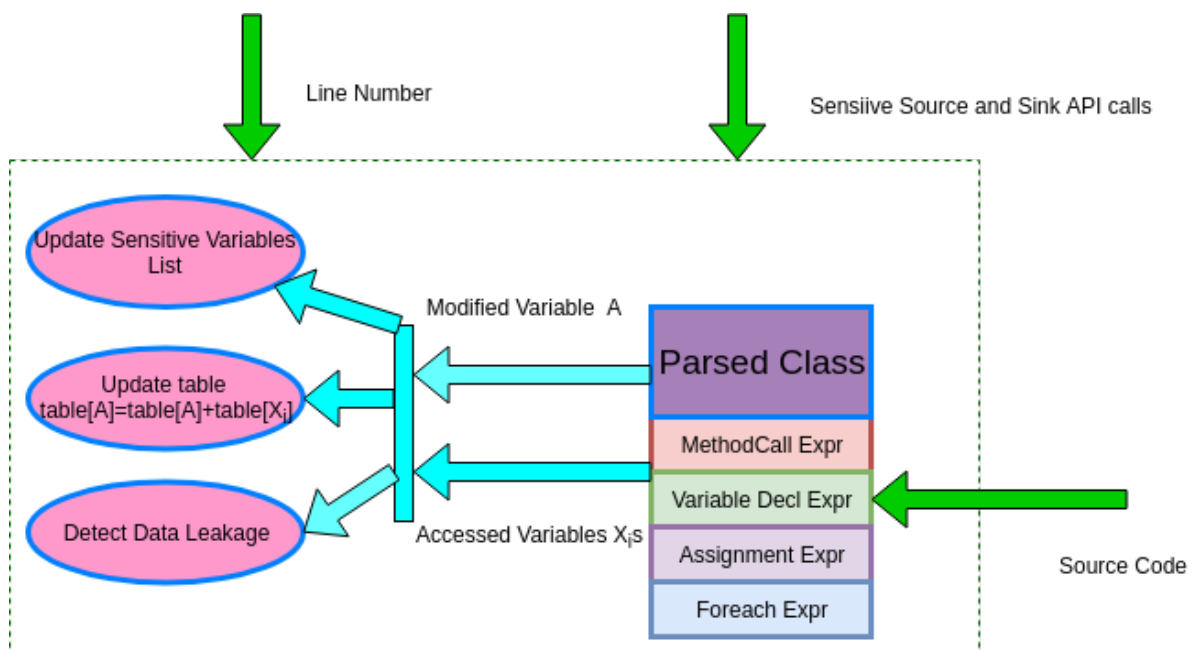 Line Number
Sensiive Source and Sink API calls
Update Sensitive Variables
List
Modified Variable A
Parsed Class
Update table
table[A]=table[A]+table[Xi]
MethodCall Expr
Variable Decl Expr
Accessed Variables Xis
Detect Data Leakage
Assignment Expr
Source Code
Foreach Expr